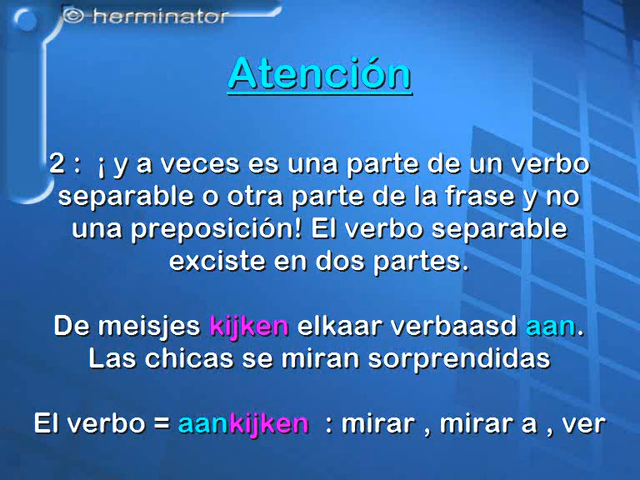 © herminator
Atención
2 : ¡ y a veces es una parte de un verbo
separable o otra parte de la frase y no
una preposición! El verbo separable
exciste en dos partes.
De meisjes kijken elkaar verbaasd aan.
Las chicas se miran sorprendidas
El verbo = aankijken : mirar , mirar a , ver